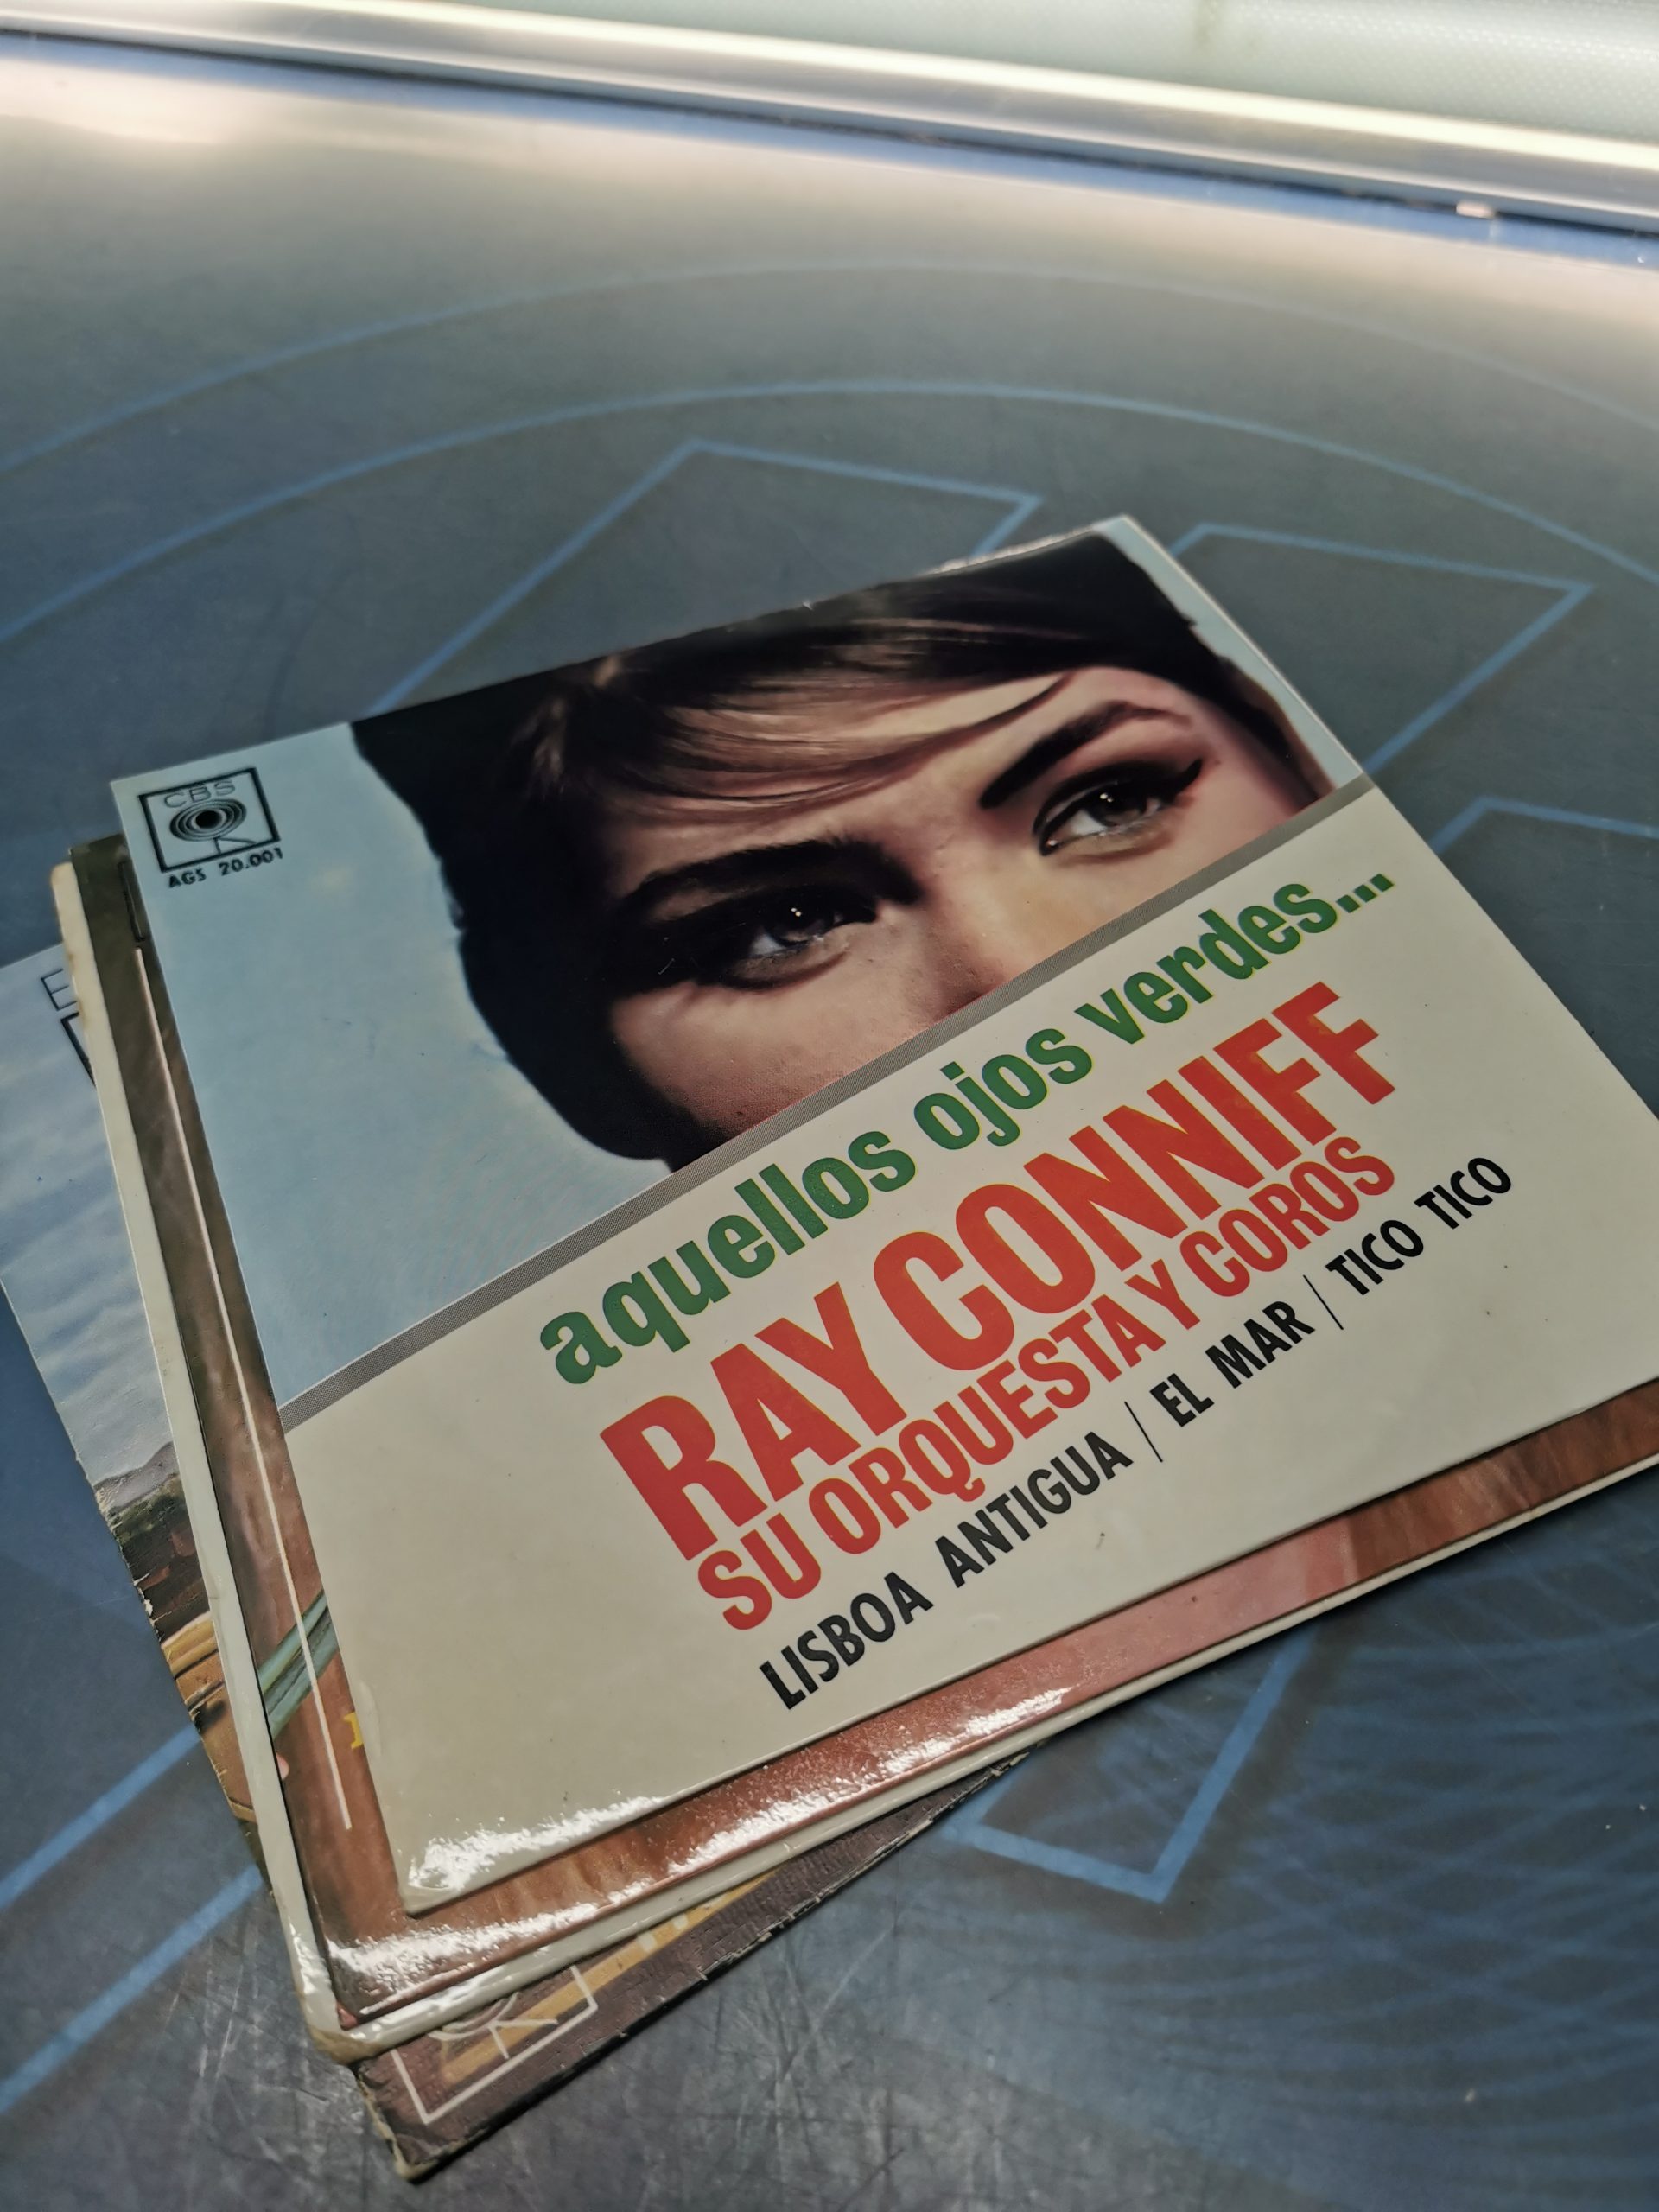 CBS
AGS 20.001
aquellos ojos verdes...
RAY CONNIFF
SU ORQUESTA Y COROS
LISBOA ANTIGUA / EL MAR / TICO TICO